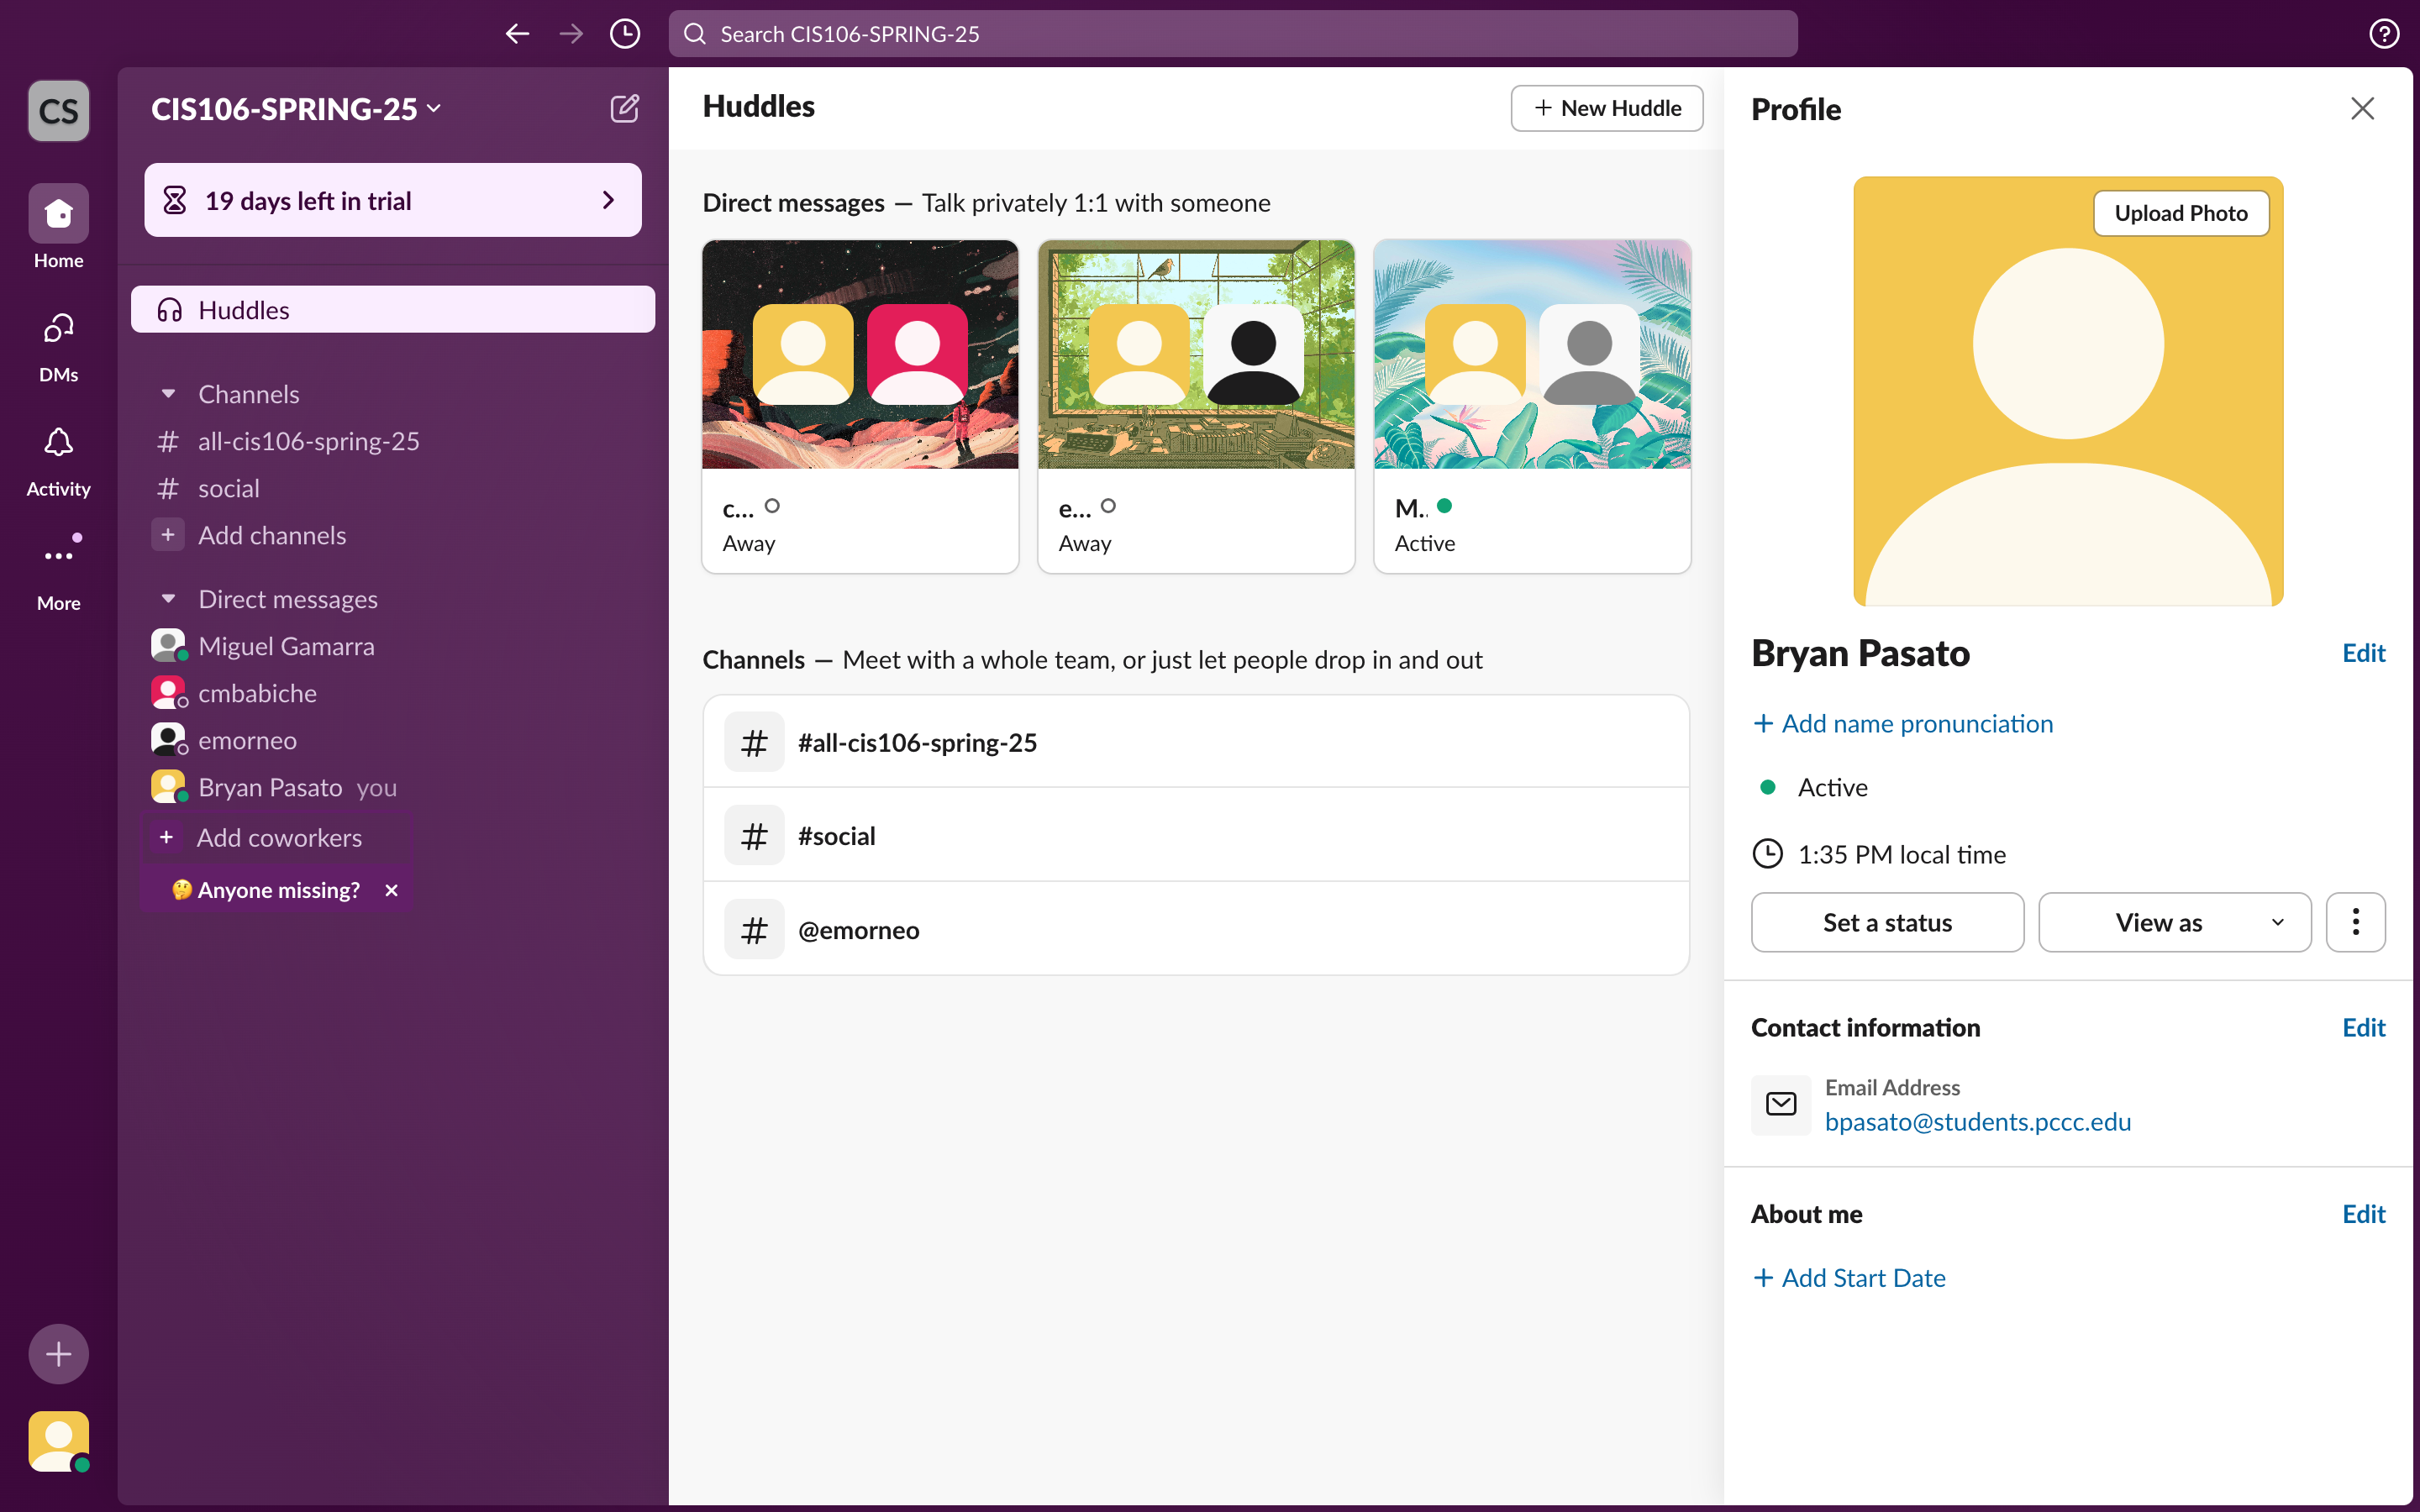 Search CIS106-SPRING-25
CS
Home
DMs
Activity
More
CIS106-SPRING-25
19 days left in trial
Huddles
Channels
# all-cis106-spring-25
# social
+ Add channels
Direct messages
Miguel Gamarra
cmbabiche
emorneo
Bryan Pasato you
+ Add coworkers
🤔 Anyone missing? ×
Huddles
+ New Huddle
Direct messages — Talk privately 1:1 with someone
c...
Away
e...
Away
M..
Active
Channels — Meet with a whole team, or just let people drop in and out
# #all-cis106-spring-25
# #social
# @emorneo
Profile
Upload Photo
Bryan Pasato
Edit
+ Add name pronunciation
Active
1:35 PM local time
Set a status
View as
Contact information
Edit
Email Address
bpasato@students.pccc.edu
About me
Edit
+ Add Start Date